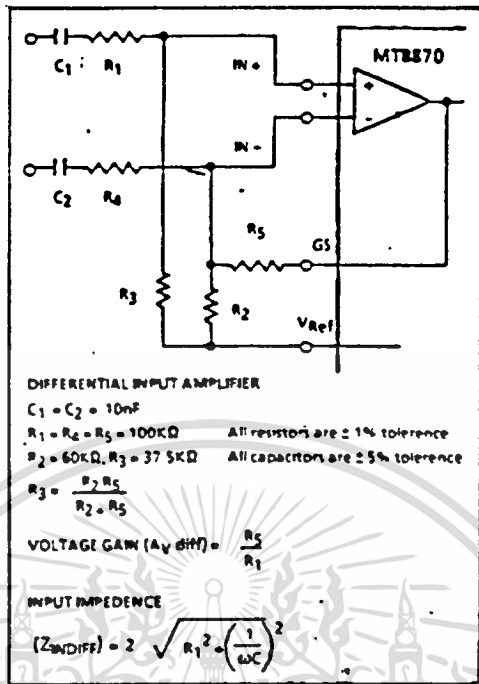 MT8870
C1 R1 IN +
+
-
IN -
C2 R4
R5 GS
R3 R2
VRef
DIFFERENTIAL INPUT AMPLIFIER
C1 = C2 = 10nF
R1 = R4 = R5 = 100KΩ All resistors are ± 1% tolerence
R2 = 60KΩ, R3 = 37.5KΩ All capacitors are ± 5% tolerence
R3 = R2 R5 / R2 + R5
VOLTAGE GAIN (Av diff) = R5 / R1
INPUT IMPEDENCE
(ZINDIFF) = 2 √ R1² + (1 / ωC)²